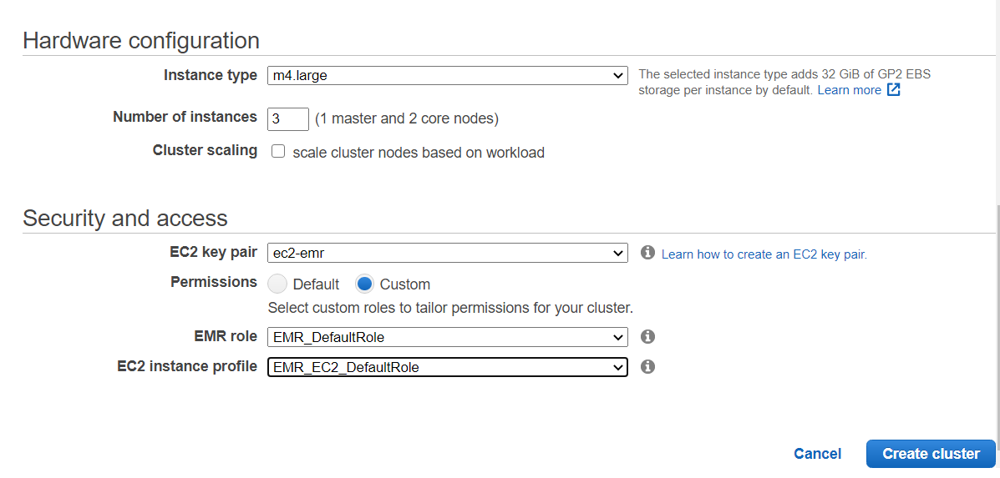 Hardware configuration
Instance type m4.large The selected instance type adds 32 GiB of GP2 EBS
storage per instance by default. Learn more
Number of instances 3 (1 master and 2 core nodes)
Cluster scaling scale cluster nodes based on workload
Security and access
EC2 key pair ec2-emr Learn how to create an EC2 key pair.
Permissions Default Custom
Select custom roles to tailor permissions for your cluster.
EMR role EMR_DefaultRole
EC2 instance profile EMR_EC2_DefaultRole
Cancel Create cluster